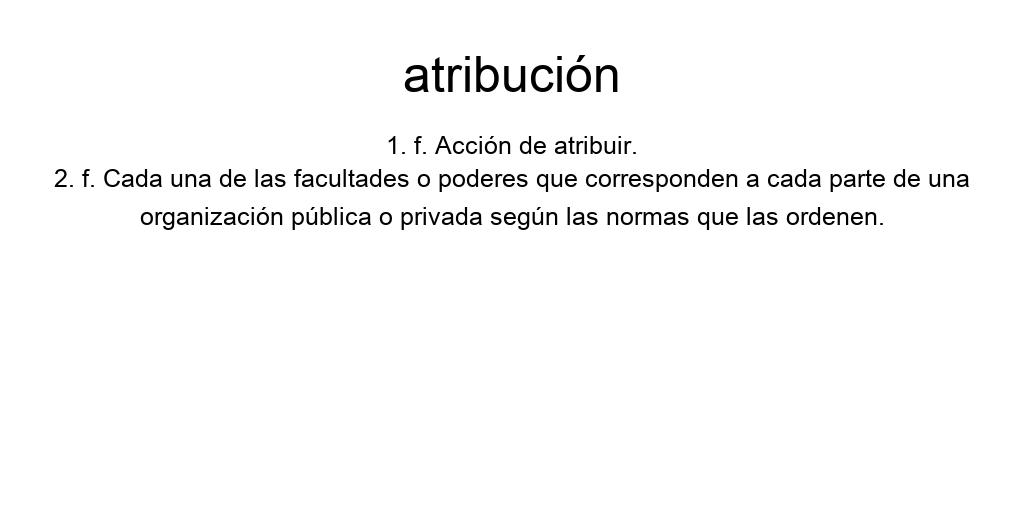 atribución
1. f. Acción de atribuir.
2. f. Cada una de las facultades o poderes que corresponden a cada parte de una
organización pública o privada según las normas que las ordenen.